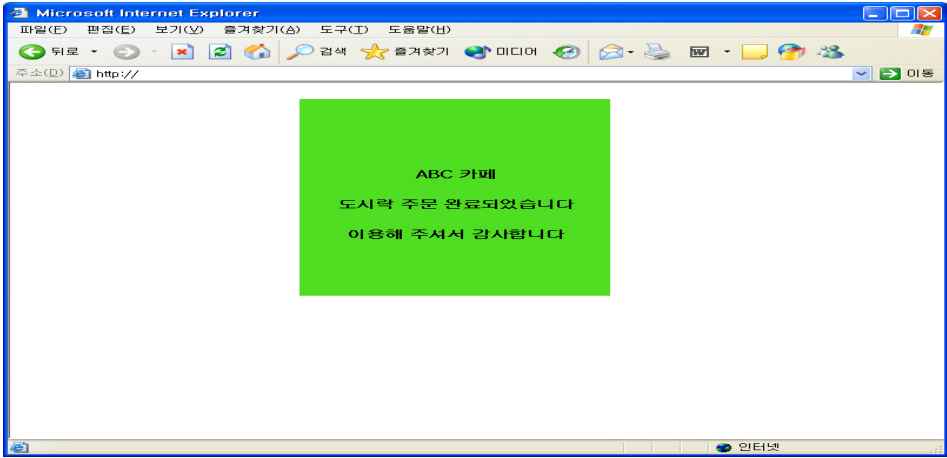 Microsoft Internet Explorer
파일(F) 편집(E) 보기(V) 즐겨찾기(A) 도구(T) 도움말(H)
뒤로 검색 즐겨찾기 미디어
주소(D) http:// 이동
ABC 카페
도시락 주문 완료되었습니다
이용해 주셔서 감사합니다
인터넷